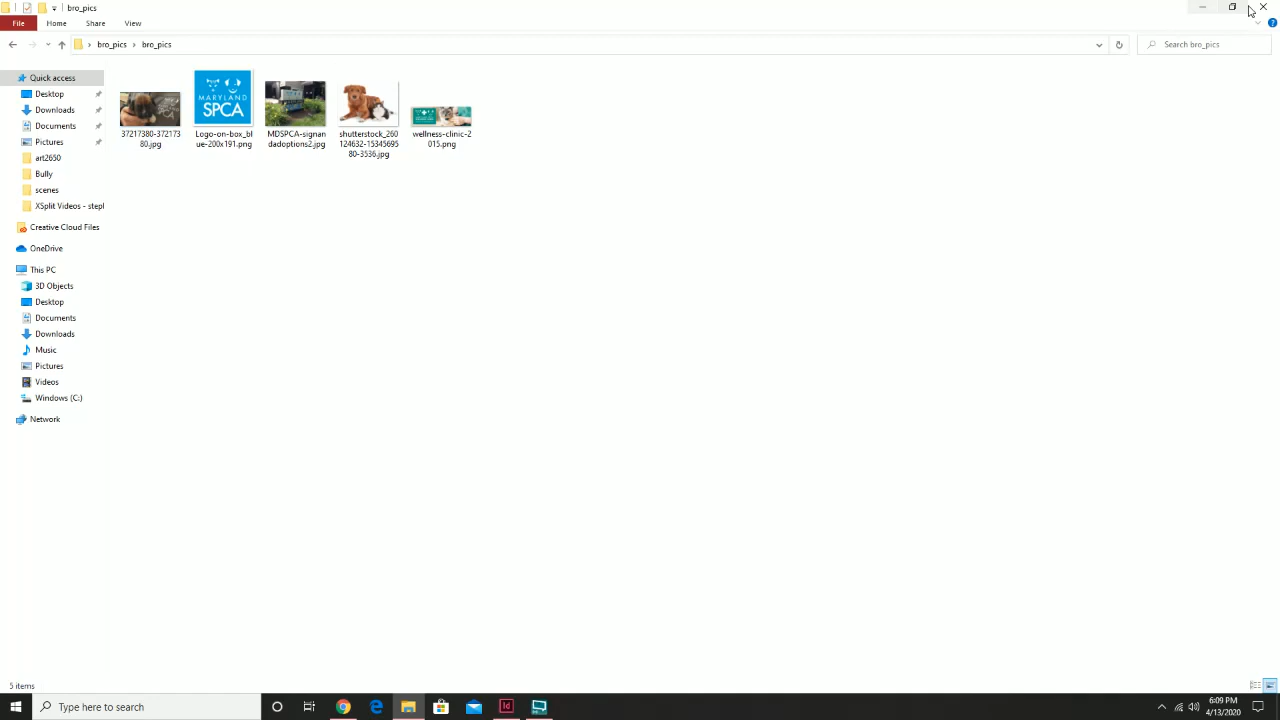 bro_pics
File Home Share View
bro_pics bro_pics
Search bro_pics
Quick access
Desktop
Downloads
Documents
Pictures
art2650
Bully
scenes
XSplit Videos - stepl
Creative Cloud Files
OneDrive
This PC
3D Objects
Desktop
Documents
Downloads
Music
Pictures
Videos
Windows (C:)
Network
MARYLAND
SPCA
37217380-372173
80.jpg
Logo-on-box_bl
ue-200x191.png
MDSPCA-signan
dadoptions2.jpg
shutterstock_260
124632-15345695
80-3536.jpg
wellness-clinic-2
015.png
5 items
Type here to search
Id
6:09 PM
4/13/2020